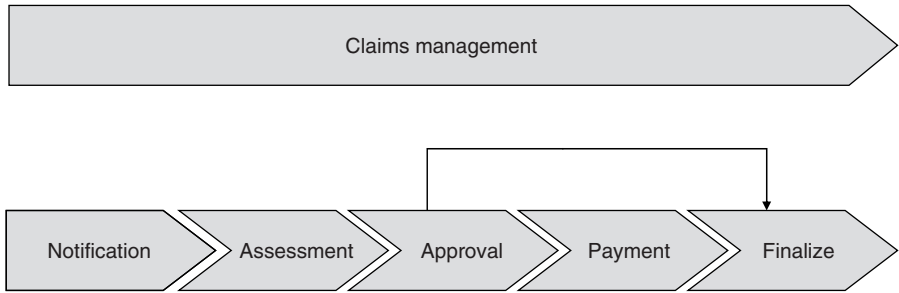 Claims management
Notification
Assessment
Approval
Payment
Finalize